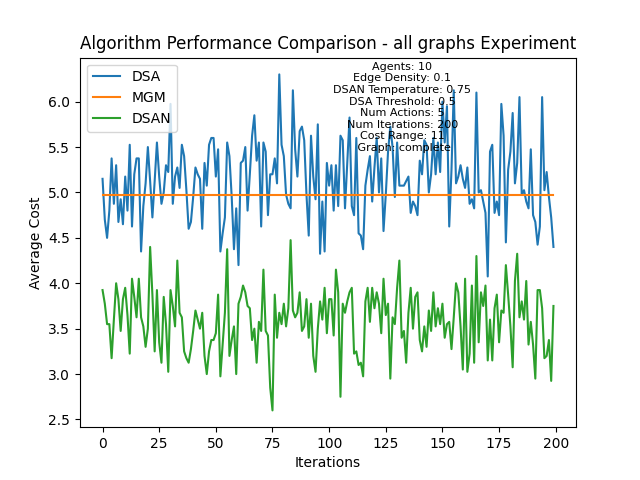 Algorithm Performance Comparison - all graphs Experiment
DSA
MGM
DSAN
Agents: 10
Edge Density: 0.1
DSAN Temperature: 0.75
DSA Threshold: 0.5
Num Actions: 5
Num Iterations: 200
Cost Range: 11
Graph: complete
Average Cost
6.0
5.5
5.0
4.5
4.0
3.5
3.0
2.5
0 25 50 75 100 125 150 175 200
Iterations